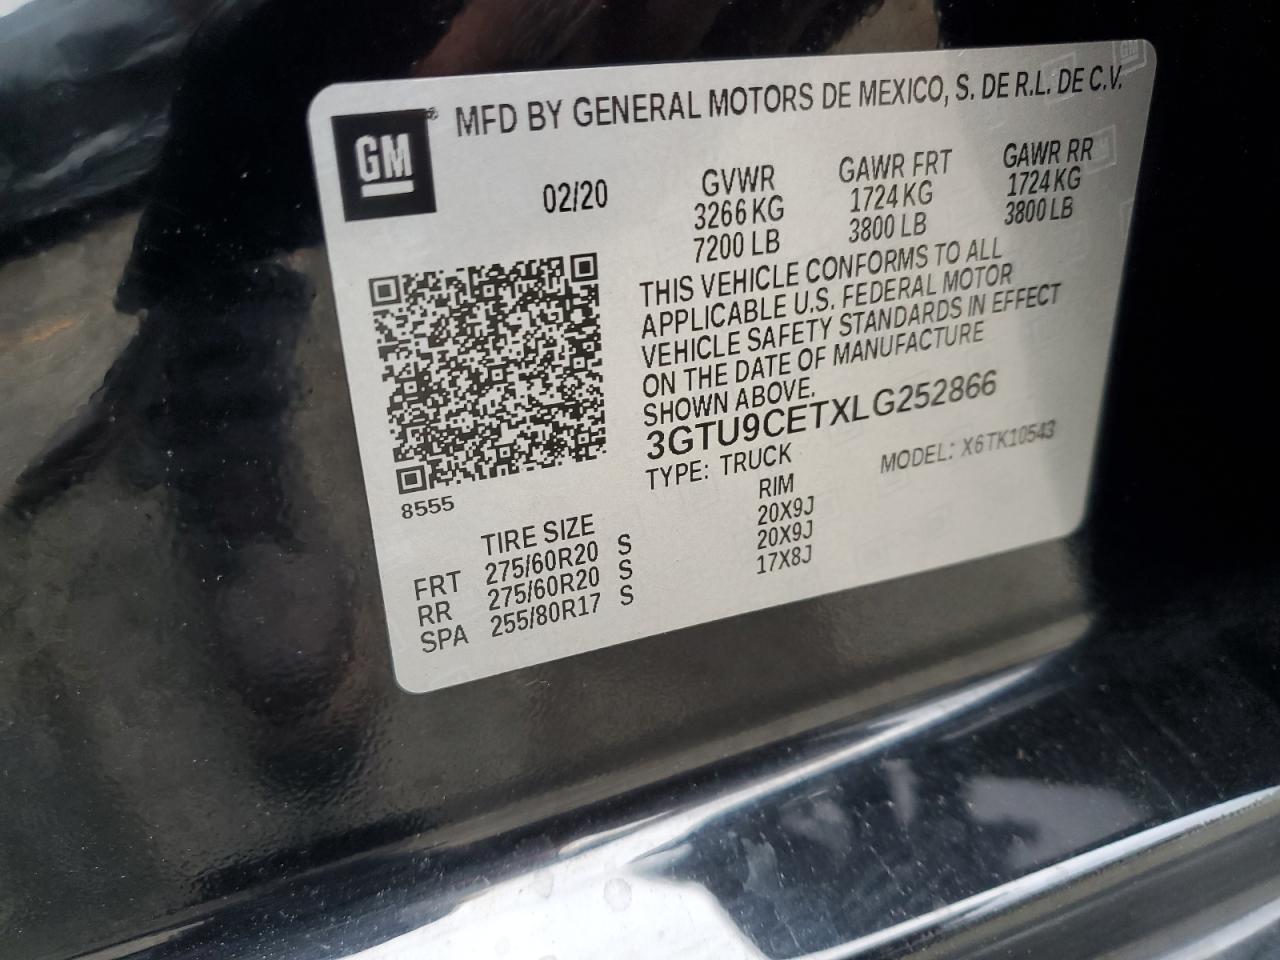 GM
MFD BY GENERAL MOTORS DE MEXICO, S. DE R.L. DE C.V.
02/20
GVWR
3266 KG
7200 LB
GAWR FRT
1724 KG
3800 LB
GAWR RR
1724 KG
3800 LB
THIS VEHICLE CONFORMS TO ALL
APPLICABLE U.S. FEDERAL MOTOR
VEHICLE SAFETY STANDARDS IN EFFECT
ON THE DATE OF MANUFACTURE
SHOWN ABOVE.
3GTU9CETXLG252866
TYPE: TRUCK MODEL: X6TK10543
8555
TIRE SIZE RIM
FRT 275/60R20 S 20X9J
RR 275/60R20 S 20X9J
SPA 255/80R17 S 17X8J